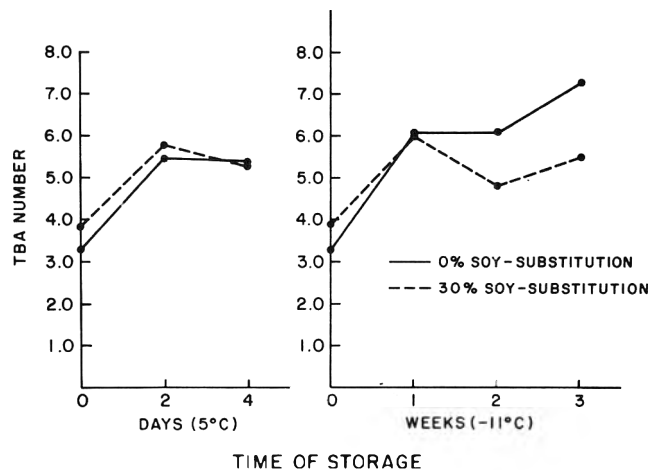 TBA NUMBER
8.0
7.0
6.0
5.0
4.0
3.0
2.0
1.0
0 2 4
DAYS (5°C)
8.0
7.0
6.0
5.0
4.0
3.0
2.0
1.0
0% SOY-SUBSTITUTION
30% SOY-SUBSTITUTION
0 1 2 3
WEEKS (-11°C)
TIME OF STORAGE